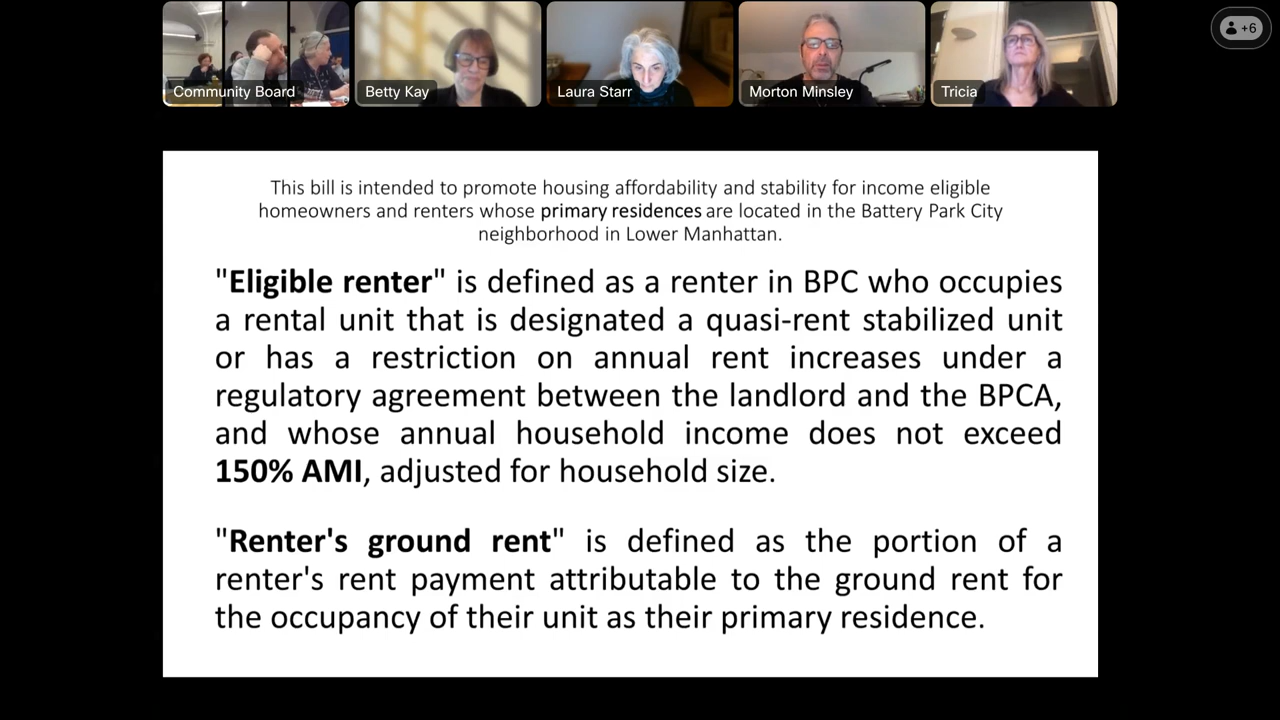 Community Board
Betty Kay
Laura Starr
Morton Minsley
Tricia
+6
This bill is intended to promote housing affordability and stability for income eligible
homeowners and renters whose primary residences are located in the Battery Park City
neighborhood in Lower Manhattan.
"Eligible renter" is defined as a renter in BPC who occupies
a rental unit that is designated a quasi-rent stabilized unit
or has a restriction on annual rent increases under a
regulatory agreement between the landlord and the BPCA,
and whose annual household income does not exceed
150% AMI, adjusted for household size.
"Renter's ground rent" is defined as the portion of a
renter's rent payment attributable to the ground rent for
the occupancy of their unit as their primary residence.